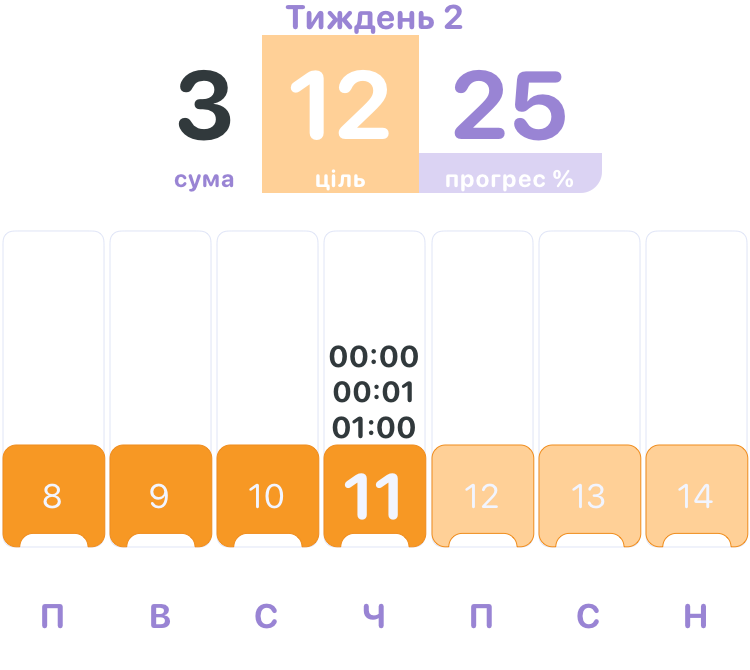 Тиждень 2
3 12 25
сума ціль прогрес %
00:00
00:01
01:00
8 9 10 11 12 13 14
П В С Ч П С Н